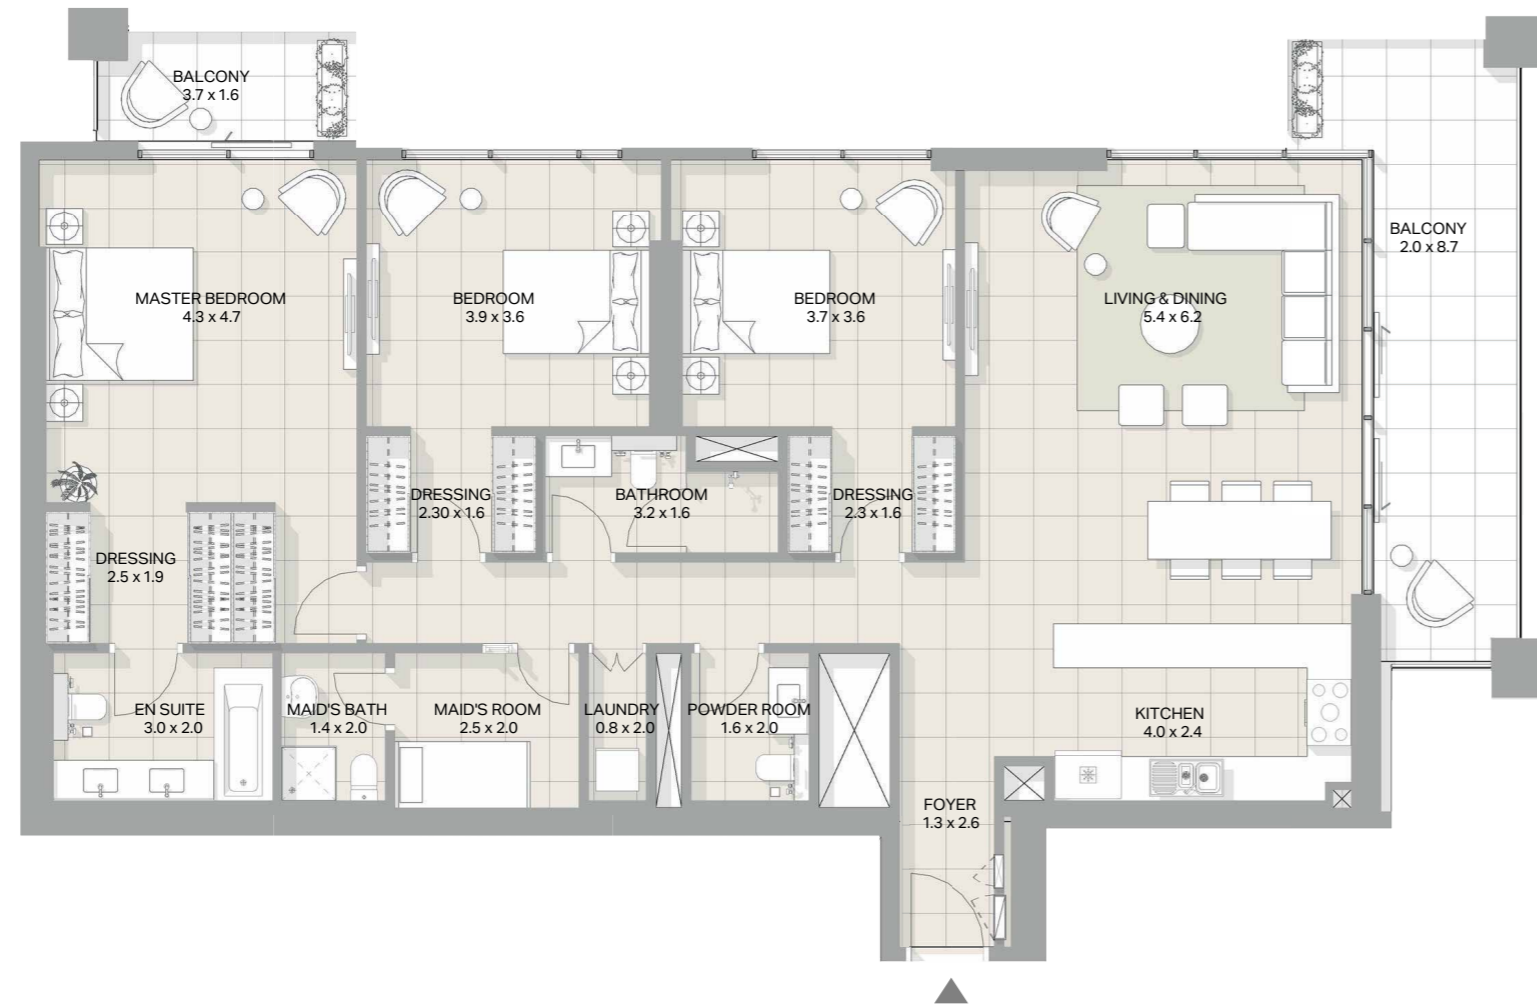 BALCONY
3.7 x 1.6
BALCONY
2.0 x 8.7
MASTER BEDROOM
4.3 x 4.7
BEDROOM
3.9 x 3.6
BEDROOM
3.7 x 3.6
LIVING & DINING
5.4 x 6.2
DRESSING
2.30 x 1.6
BATHROOM
3.2 x 1.6
DRESSING
2.3 x 1.6
DRESSING
2.5 x 1.9
EN SUITE
3.0 x 2.0
MAID'S BATH
1.4 x 2.0
MAID'S ROOM
2.5 x 2.0
LAUNDRY
0.8 x 2.0
POWDER ROOM
1.6 x 2.0
KITCHEN
4.0 x 2.4
FOYER
1.3 x 2.6